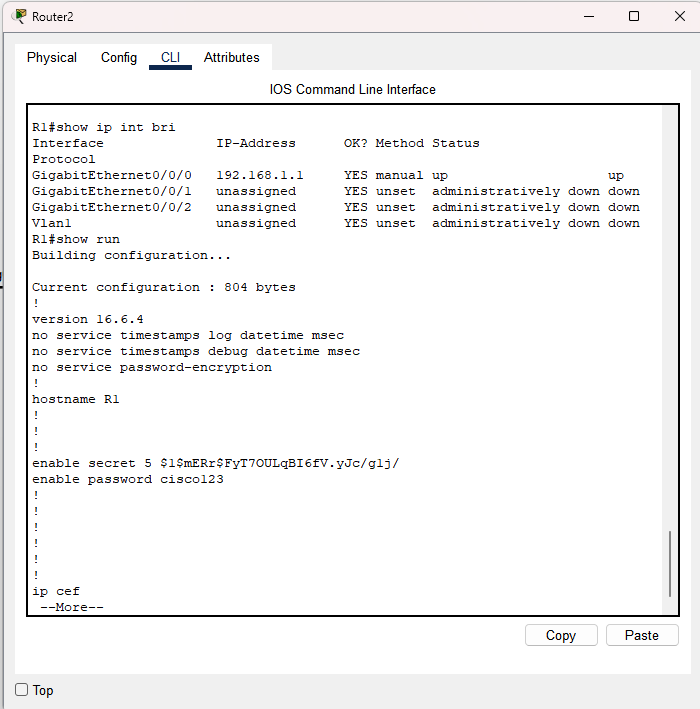 Router2
Physical Config CLI Attributes
IOS Command Line Interface
R1#show ip int bri
Interface              IP-Address      OK? Method Status
Protocol
GigabitEthernet0/0/0   192.168.1.1     YES manual up                    up
GigabitEthernet0/0/1   unassigned      YES unset  administratively down down
GigabitEthernet0/0/2   unassigned      YES unset  administratively down down
Vlan1                  unassigned      YES unset  administratively down down
R1#show run
Building configuration...
Current configuration : 804 bytes
!
version 16.6.4
no service timestamps log datetime msec
no service timestamps debug datetime msec
no service password-encryption
!
hostname R1
!
!
!
enable secret 5 $1$mERr$FyT7OULqBI6fV.yJc/g1j/
enable password cisco123
!
!
!
!
!
!
ip cef
--More--
Copy Paste
Top